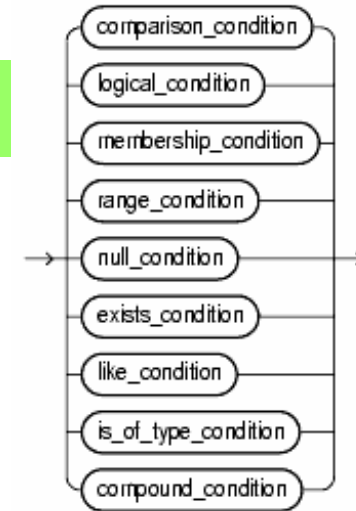 comparison_condition
logical_condition
membership_condition
range_condition
null_condition
exists_condition
like_condition
is_of_type_condition
compound_condition